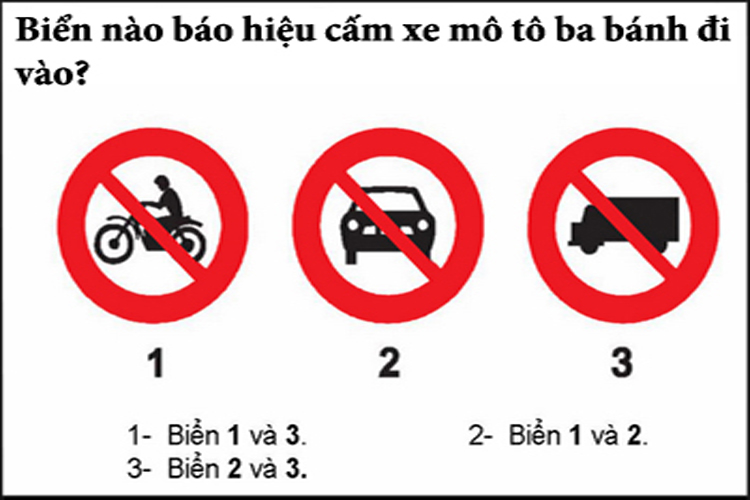 Biển nào báo hiệu cấm xe mô tô ba bánh đi
vào?
1 2 3
1- Biển 1 và 3. 2- Biển 1 và 2.
3- Biển 2 và 3.